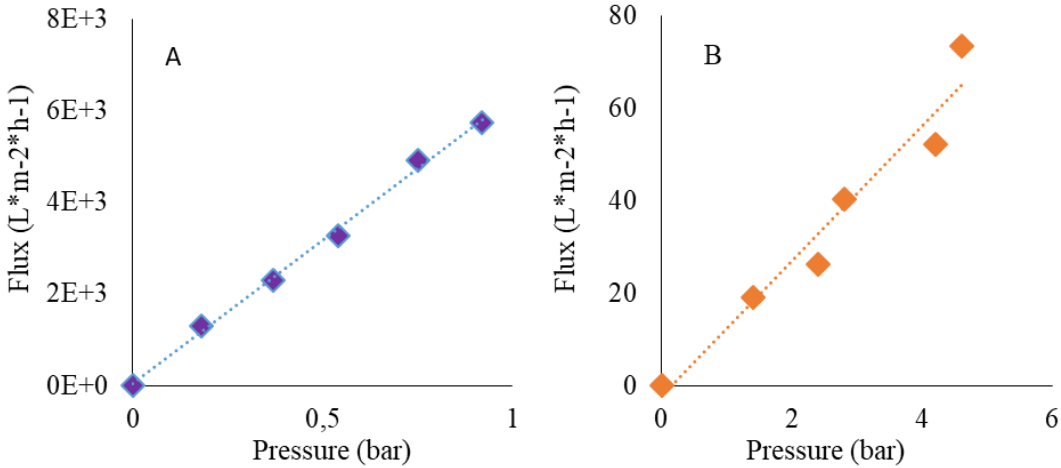 A
Flux (L*m-2*h-1)
8E+3
6E+3
4E+3
2E+3
0E+0
0
0,5
1
Pressure (bar)
B
Flux (L*m-2*h-1)
80
60
40
20
0
0
2
4
6
Pressure (bar)